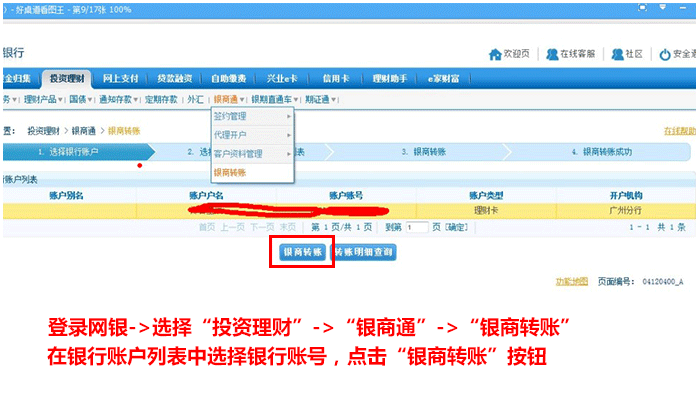 - 好桌道看图王 - 第9/17张 100%
银行
欢迎页 在线客服 社区 安全退
金归集 投资理财 网上支付 贷款融资 自助缴费 兴业e卡 信用卡 理财助手 e家财富
务 理财产品 国债 通知存款 定期存款 外汇 银商通 银期直通车 期证通
签约管理
置: 投资理财 > 银商通 > 银商转账 代理开户 在线帮助
1. 选择银行账户 2. 选 客户资料管理 表 3. 银商转账 4. 银商转账成功
银商转账
账户列表
账户别名 账户户名 账户账号 账户类型 开户机构
理财卡 广州分行
首页 上一页 下一页 末页 第 1 页/共 1 页 到第 1 页 [确定] 1 - 1 共 1 条
银商转账 转账明细查询
功能地图 页面编号: 04120400_A
登录网银->选择“投资理财”->“银商通”->“银商转账”
在银行账户列表中选择银行账号，点击“银商转账”按钮